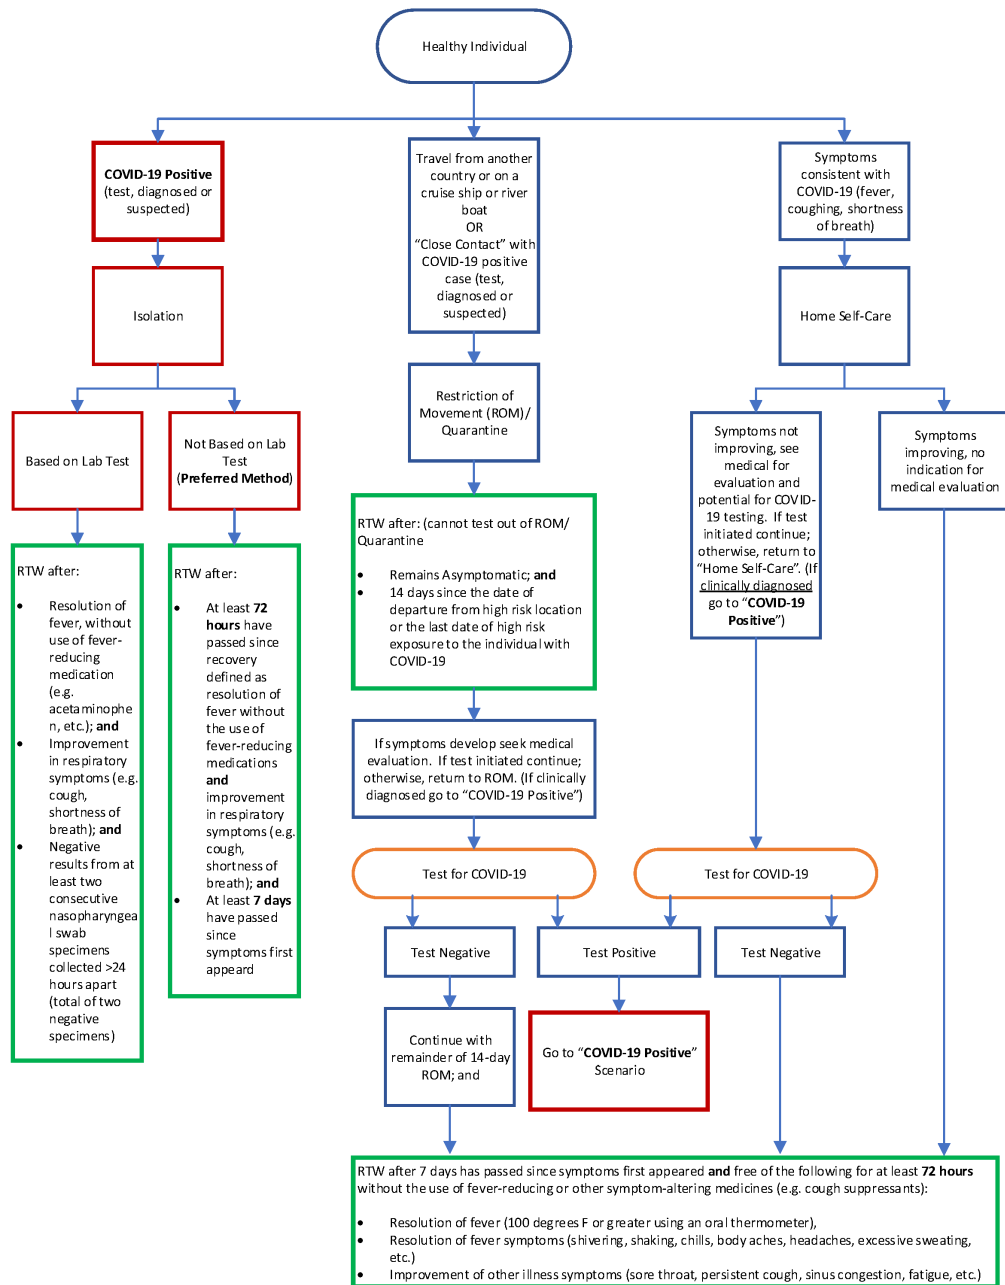 Healthy Individual
COVID-19 Positive
(test, diagnosed or
suspected)
Travel from another
country or on a
cruise ship or river
boat
OR
“Close Contact” with
COVID-19 positive
case (test,
diagnosed or
suspected)
Symptoms
consistent with
COVID-19 (fever,
coughing, shortness
of breath)
Isolation
Home Self-Care
Restriction of
Movement (ROM)/
Quarantine
Based on Lab Test
Not Based on Lab
Test
(Preferred Method)
Symptoms not
improving, see
medical for
evaluation and
potential for COVID-
19 testing. If test
initiated continue;
otherwise, return to
“Home Self-Care”. (If
clinically diagnosed
go to “COVID-19
Positive”)
Symptoms
improving, no
indication for
medical evaluation
RTW after:
• Resolution of
fever, without
use of fever-
reducing
medication
(e.g.
acetaminophe
n, etc.); and
• Improvement
in respiratory
symptoms (e.g.
cough,
shortness of
breath); and
• Negative
results from at
least two
consecutive
nasopharyngea
l swab
specimens
collected >24
hours apart
(total of two
negative
specimens)
RTW after:
• At least 72
hours have
passed since
recovery
defined as
resolution of
fever without
the use of
fever-reducing
medications
and
improvement
in respiratory
symptoms (e.g.
cough,
shortness of
breath); and
• At least 7 days
have passed
since
symptoms first
appeard
RTW after: (cannot test out of ROM/
Quarantine
• Remains Asymptomatic; and
• 14 days since the date of
departure from high risk location
or the last date of high risk
exposure to the individual with
COVID-19
If symptoms develop seek medical
evaluation. If test initiated continue;
otherwise, return to ROM. (If clinically
diagnosed go to “COVID-19 Positive”)
Test for COVID-19
Test for COVID-19
Test Negative
Test Positive
Test Negative
Continue with
remainder of 14-day
ROM; and
Go to “COVID-19 Positive”
Scenario
RTW after 7 days has passed since symptoms first appeared and free of the following for at least 72 hours
without the use of fever-reducing or other symptom-altering medicines (e.g. cough suppressants):
• Resolution of fever (100 degrees F or greater using an oral thermometer),
• Resolution of fever symptoms (shivering, shaking, chills, body aches, headaches, excessive sweating,
etc.)
• Improvement of other illness symptoms (sore throat, persistent cough, sinus congestion, fatigue, etc.)